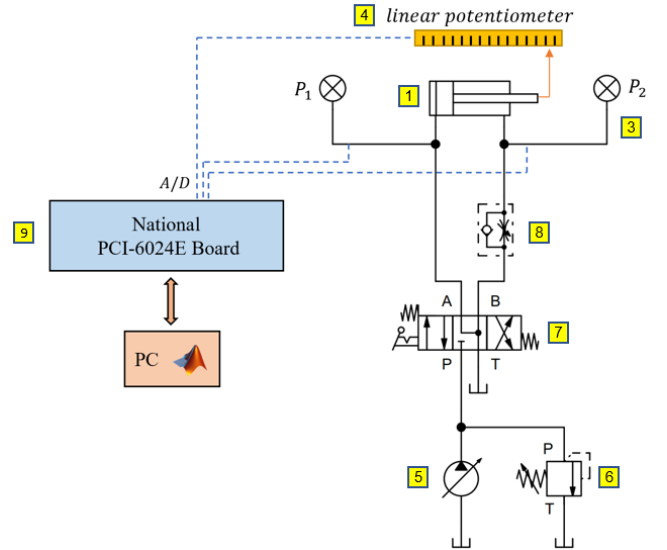 4 linear potentiometer
P₁
1
P₂
3
A/D
9
National
PCI-6024E Board
8
A B
7
PC
P T
P
5
6
T